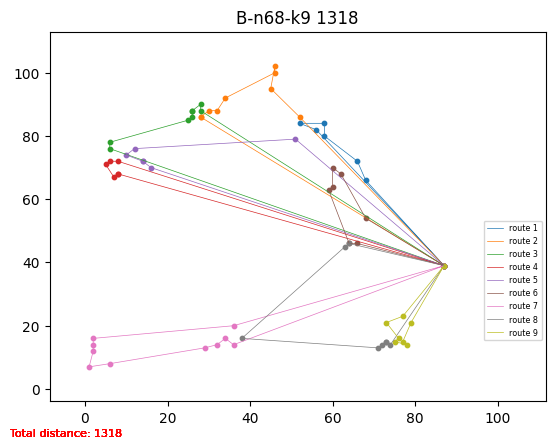 B-n68-k9 1318
100
80
60
40
20
0
0 20 40 60 80 100
route 1
route 2
route 3
route 4
route 5
route 6
route 7
route 8
route 9
Total distance: 1318